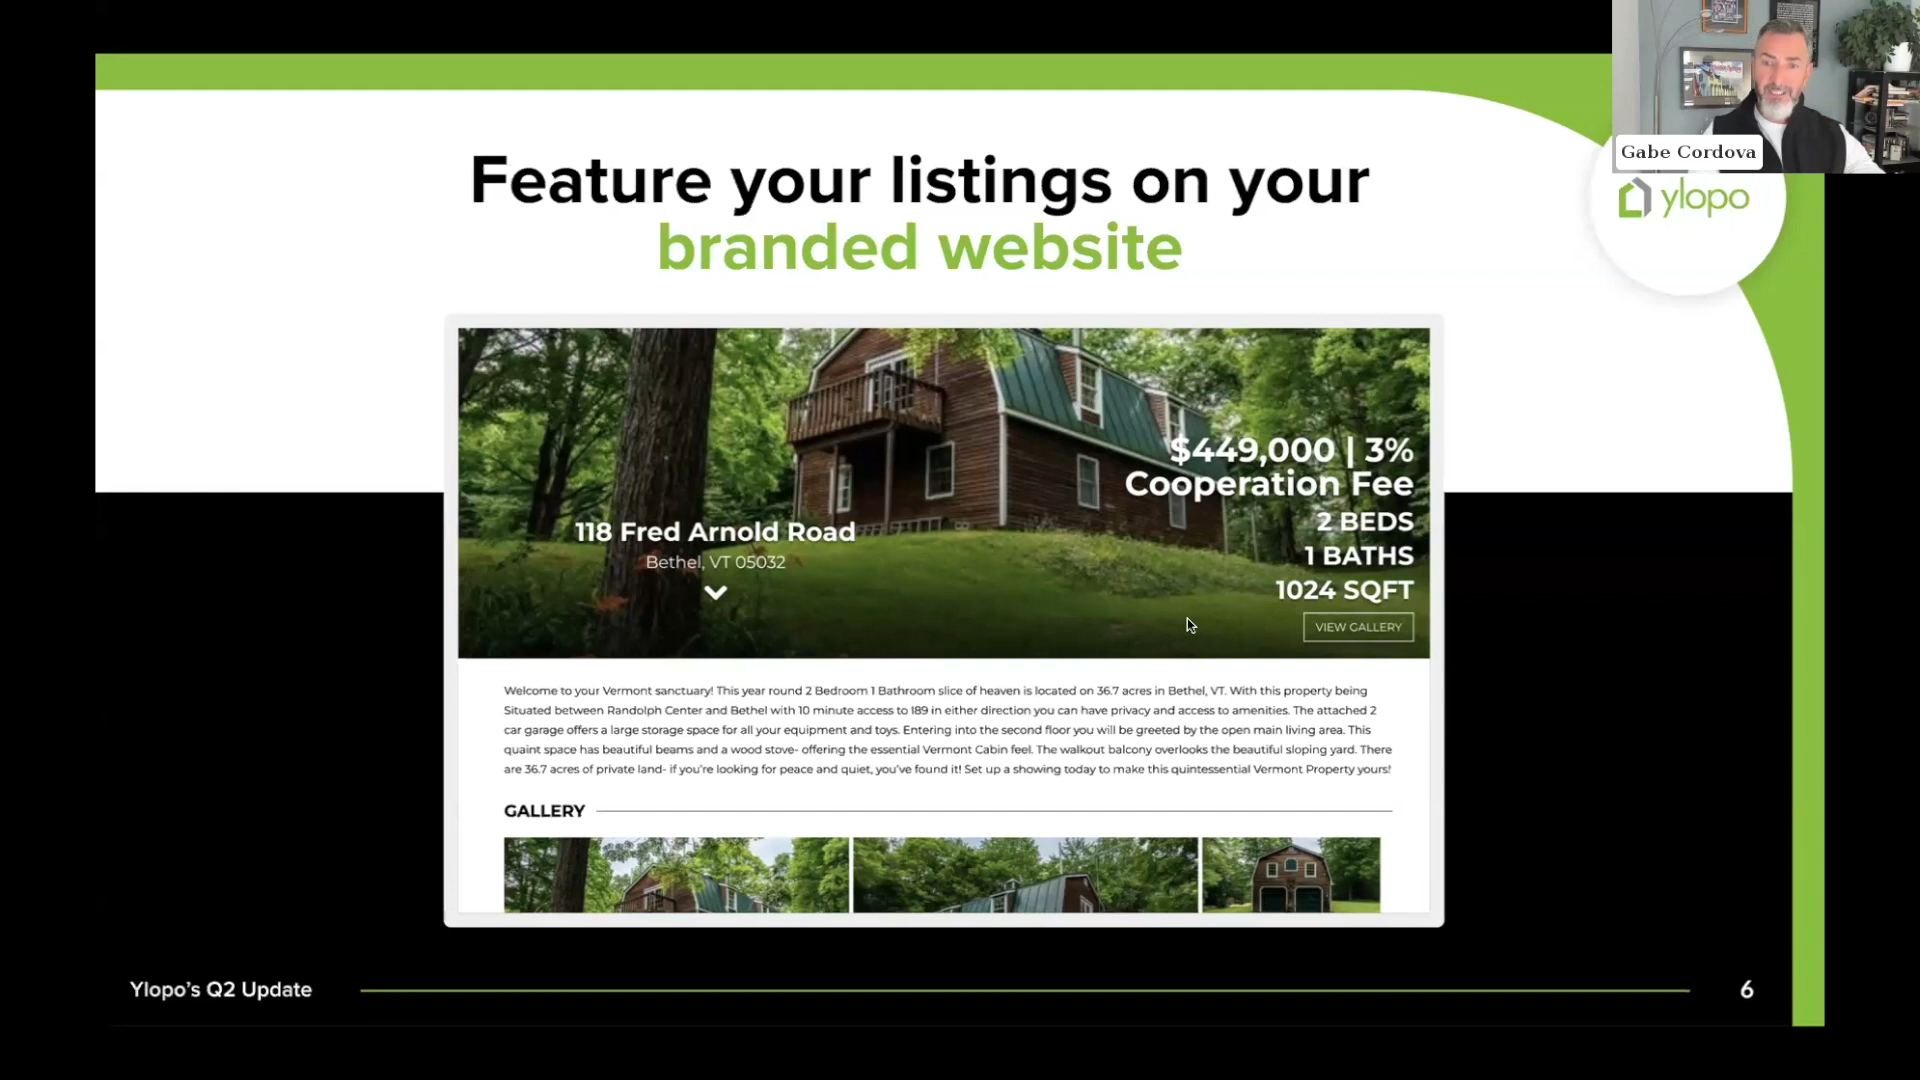 Gabe Cordova
ylopo
Feature your listings on your
branded website
$449,000 | 3%
Cooperation Fee
2 BEDS
1 BATHS
1024 SQFT
VIEW GALLERY
118 Fred Arnold Road
Bethel, VT 05032
Welcome to your Vermont sanctuary! This year round 2 Bedroom 1 Bathroom slice of heaven is located on 36.7 acres in Bethel, VT. With this property being
Situated between Randolph Center and Bethel with 10 minute access to I89 in either direction you can have privacy and access to amenities. The attached 2
car garage offers a large storage space for all your equipment and toys. Entering into the second floor you will be greeted by the open main living area. This
quaint space has beautiful beams and a wood stove- offering the essential Vermont Cabin feel. The walkout balcony overlooks the beautiful sloping yard. There
are 36.7 acres of private land- if you're looking for peace and quiet, you've found it! Set up a showing today to make this quintessential Vermont Property yours!
GALLERY
Ylopo's Q2 Update
6